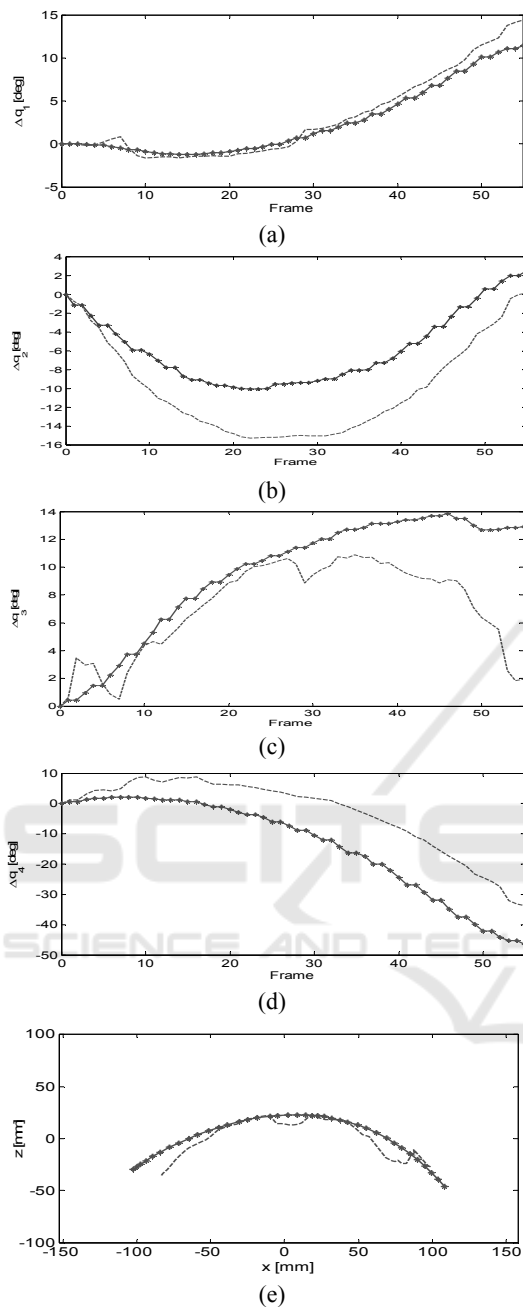 15
10
5
0
-5
Δq1 [deg]
0 10 20 30 40 50
Frame
(a)
4
2
0
-2
-4
-6
-8
-10
-12
-14
-16
Δq2 [deg]
0 10 20 30 40 50
Frame
(b)
14
12
10
8
6
4
2
0
Δq3 [deg]
0 10 20 30 40 50
Frame
(c)
10
0
-10
-20
-30
-40
-50
Δq4 [deg]
0 10 20 30 40 50
Frame
(d)
SCITE
SCIENCE AND TECH
100
50
0
-50
-100
z [mm]
-150 -100 -50 0 50 100 150
x [mm]
(e)